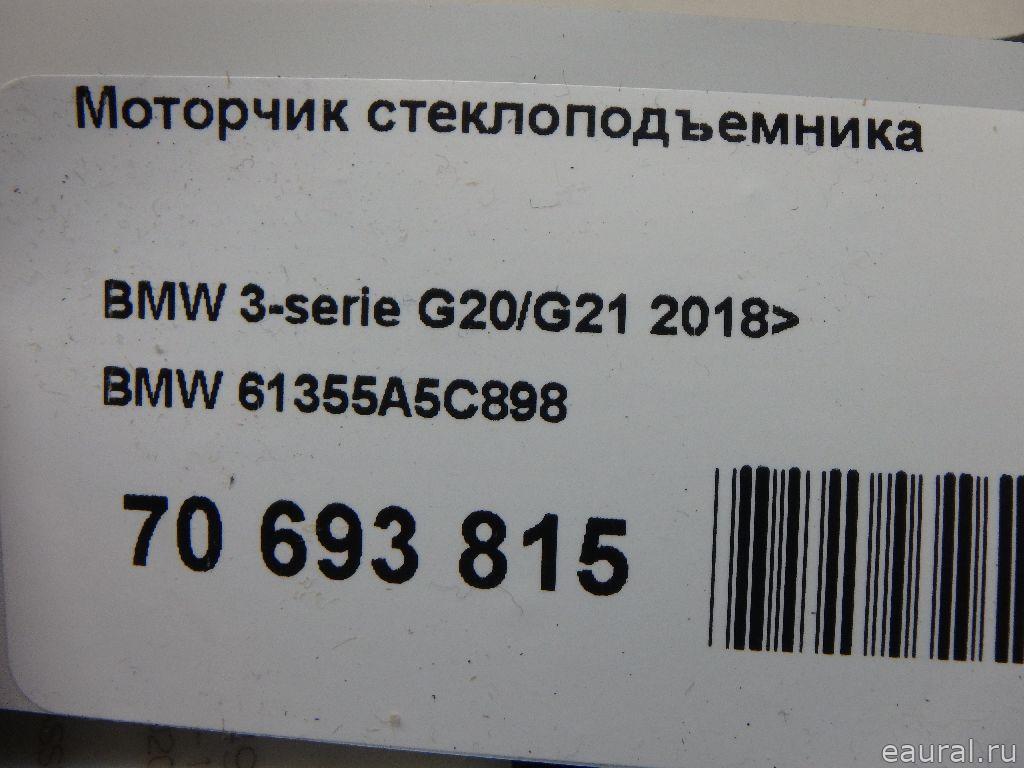 Моторчик стеклоподъемника
BMW 3-serie G20/G21 2018>
BMW 61355A5C898
70 693 815
eaural.ru